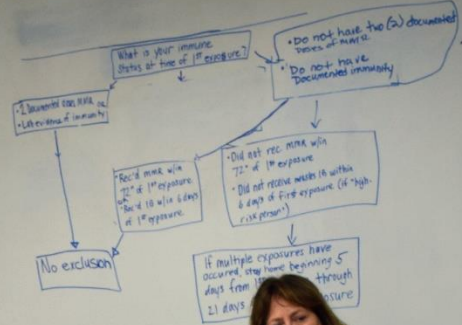 What is your immune
status at time of 1st exposure?
• Do not have two (2) documented
doses of MMR
• Do not have
Documented immunity
• 2 Documented doses MMR or
• Lab evidence of immunity
• Rec'd MMR w/in
72° of 1st exposure
or
• Rec'd IG w/in 6 days
of 1st exposure
• Did not rec. MMR w/in
72° of 1st exposure
• Did not receive IG within
6 days of first exposure (if "high-
risk person")
No exclusion
If multiple exposures have
occurred, stay home beginning 5
days from 1st through
21 days